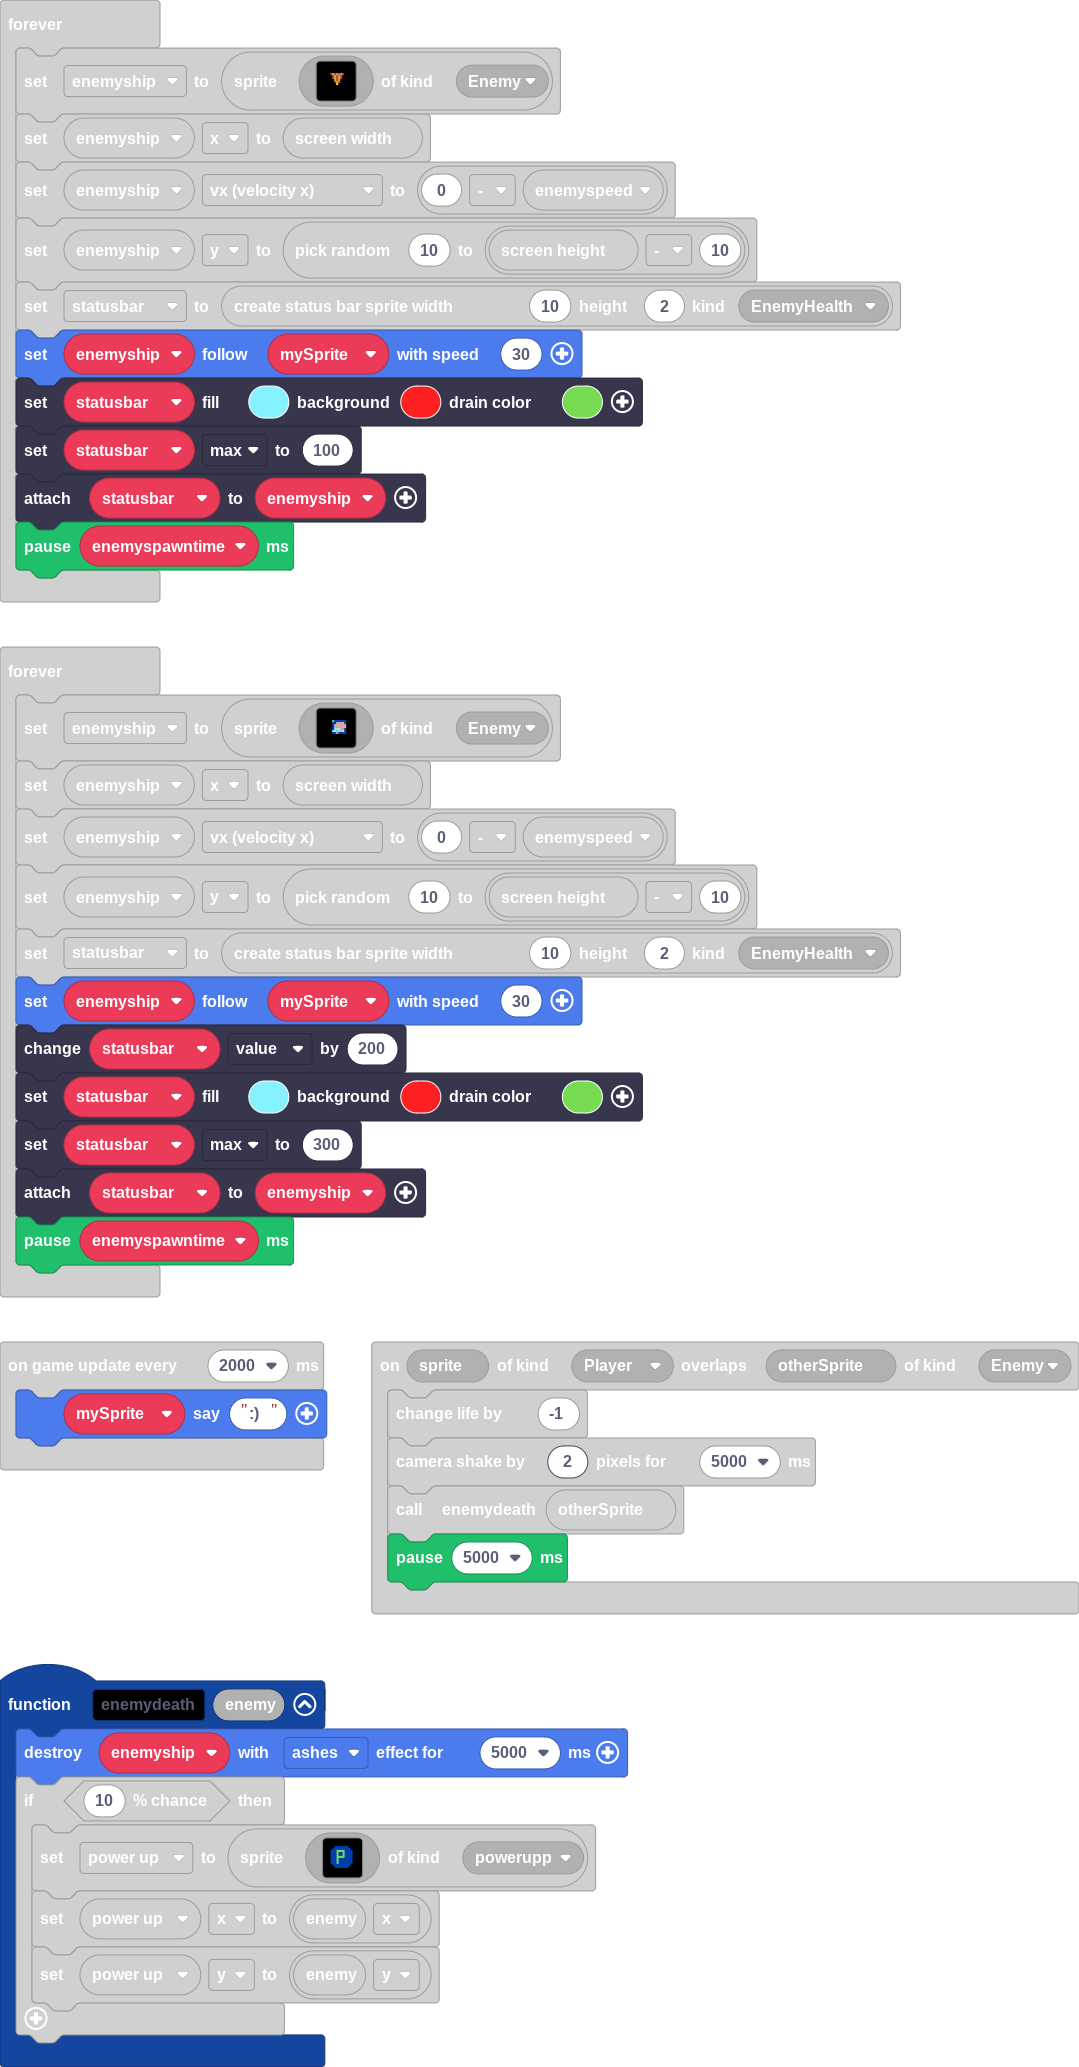 forever
set enemyship to sprite of kind Enemy
set enemyship x to screen width
set enemyship vx (velocity x) to 0 - enemyspeed
set enemyship y to pick random 10 to screen height - 10
set statusbar to create status bar sprite width 10 height 2 kind EnemyHealth
set enemyship follow mySprite with speed 30
set statusbar fill background drain color
set statusbar max to 100
attach statusbar to enemyship
pause enemyspawntime ms
forever
set enemyship to sprite of kind Enemy
set enemyship x to screen width
set enemyship vx (velocity x) to 0 - enemyspeed
set enemyship y to pick random 10 to screen height - 10
set statusbar to create status bar sprite width 10 height 2 kind EnemyHealth
set enemyship follow mySprite with speed 30
change statusbar value by 200
set statusbar fill background drain color
set statusbar max to 300
attach statusbar to enemyship
pause enemyspawntime ms
on game update every 2000 ms
mySprite say ":) "
on sprite of kind Player overlaps otherSprite of kind Enemy
change life by -1
camera shake by 2 pixels for 5000 ms
call enemydeath otherSprite
pause 5000 ms
function enemydeath enemy
destroy enemyship with ashes effect for 5000 ms
if 10 % chance then
set power up to sprite P of kind powerupp
set power up x to enemy x
set power up y to enemy y